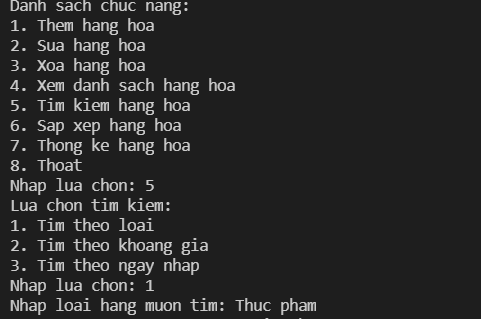 Danh sach chuc nang:
1. Them hang hoa
2. Sua hang hoa
3. Xoa hang hoa
4. Xem danh sach hang hoa
5. Tim kiem hang hoa
6. Sap xep hang hoa
7. Thong ke hang hoa
8. Thoat
Nhap lua chon: 5
Lua chon tim kiem:
1. Tim theo loai
2. Tim theo khoang gia
3. Tim theo ngay nhap
Nhap lua chon: 1
Nhap loai hang muon tim: Thuc pham